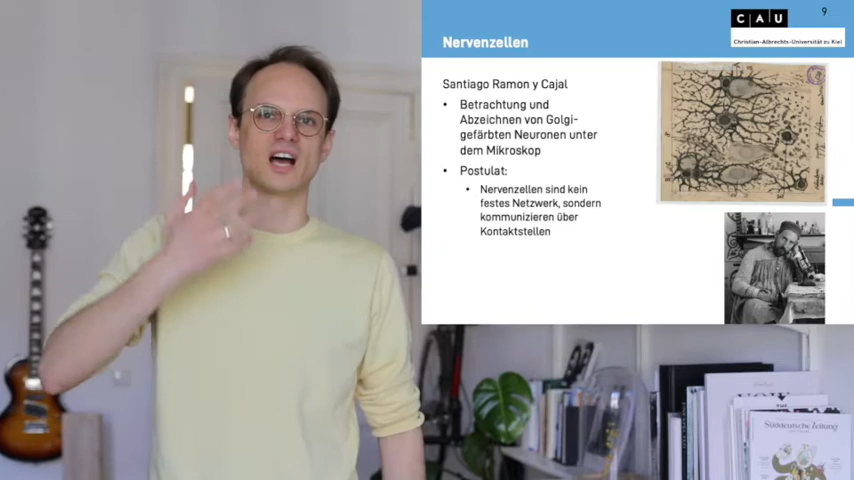 9
C A U
Christian-Albrechts-Universität zu Kiel
Nervenzellen
Santiago Ramon y Cajal
• Betrachtung und
Abzeichnen von Golgi-
gefärbten Neuronen unter
dem Mikroskop
• Postulat:
• Nervenzellen sind kein
festes Netzwerk, sondern
kommunizieren über
Kontaktstellen
Süddeutsche Zeitung